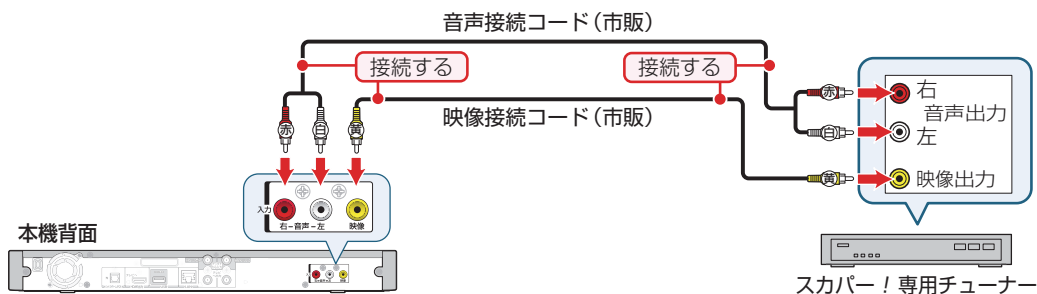 音声接続コード(市販)
接続する
接続する
映像接続コード(市販)
赤
白
黄
赤
白
黄
右
音声出力
左
映像出力
入力
右-音声-左
映像
本機背面
スカパー!専用チューナー